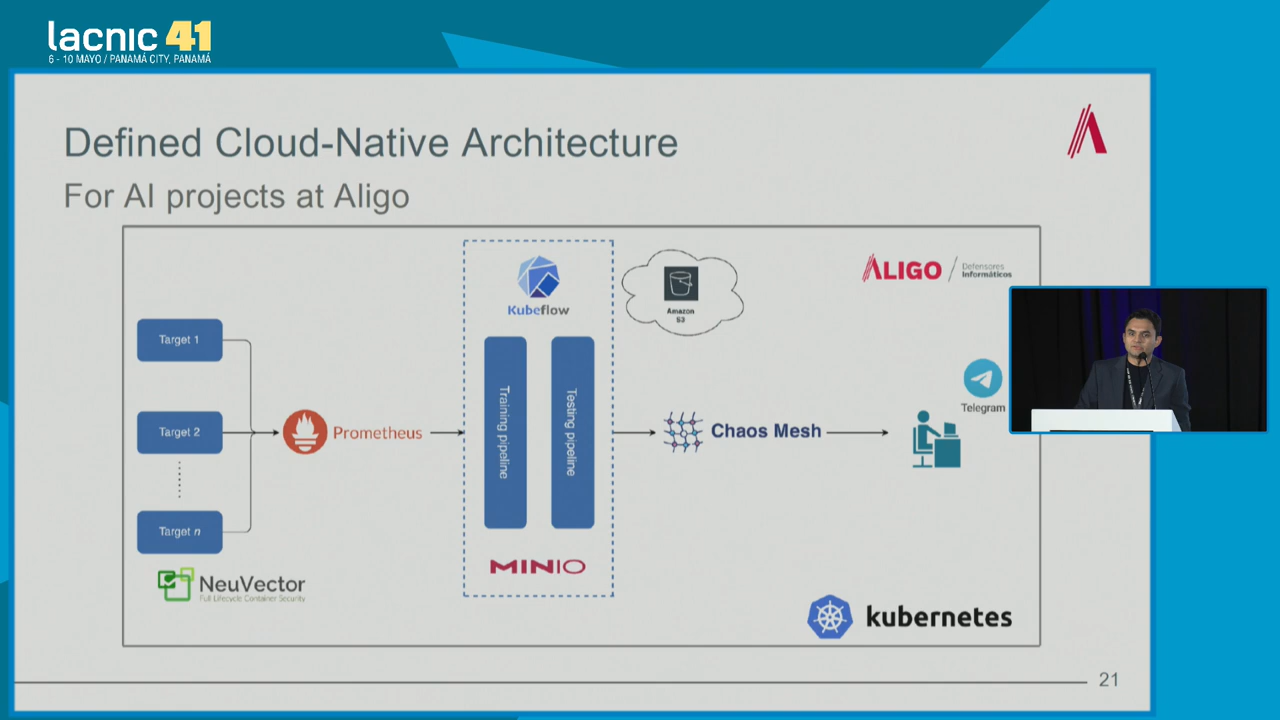 lacnic 41
6 - 10 MAYO / PANAMÁ CITY, PANAMÁ
Defined Cloud-Native Architecture
For AI projects at Aligo
Kubeflow
Amazon
S3
ALIGO / Defensores
Informáticos
Target 1
Target 2
Target n
Prometheus
Training pipeline
Testing pipeline
Chaos Mesh
Telegram
MINIO
NeuVector
Full Lifecycle Container Security
kubernetes
21